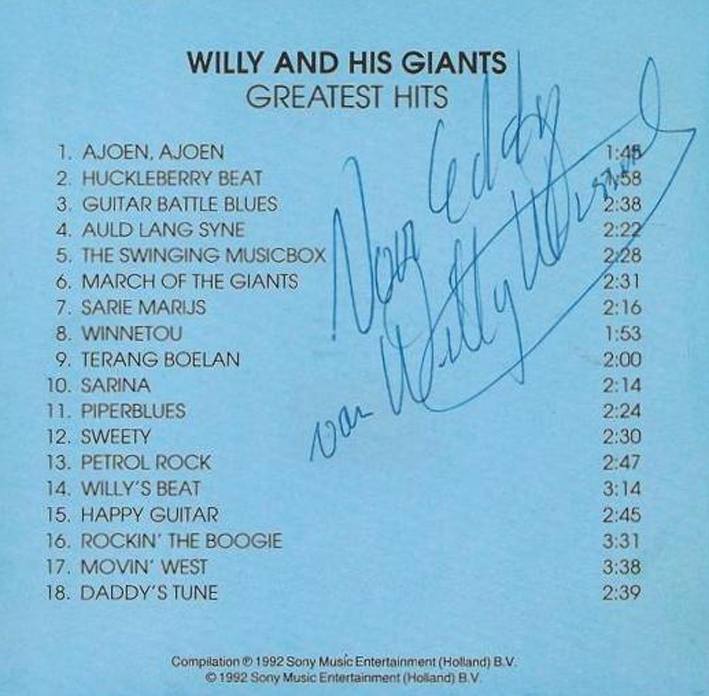 WILLY AND HIS GIANTS
GREATEST HITS
1. AJOEN, AJOEN 1:45
2. HUCKLEBERRY BEAT 1:58
3. GUITAR BATTLE BLUES 2:38
4. AULD LANG SYNE 2:22
5. THE SWINGING MUSICBOX 2:28
6. MARCH OF THE GIANTS 2:31
7. SARIE MARIJS 2:16
8. WINNETOU 1:53
9. TERANG BOELAN 2:00
10. SARINA 2:14
11. PIPERBLUES 2:24
12. SWEETY 2:30
13. PETROL ROCK 2:47
14. WILLY'S BEAT 3:14
15. HAPPY GUITAR 2:45
16. ROCKIN' THE BOOGIE 3:31
17. MOVIN' WEST 3:38
18. DADDY'S TUNE 2:39
Voor Eddy
van Willy
Compilation ℗ 1992 Sony Music Entertainment (Holland) B.V.
© 1992 Sony Music Entertainment (Holland) B.V.